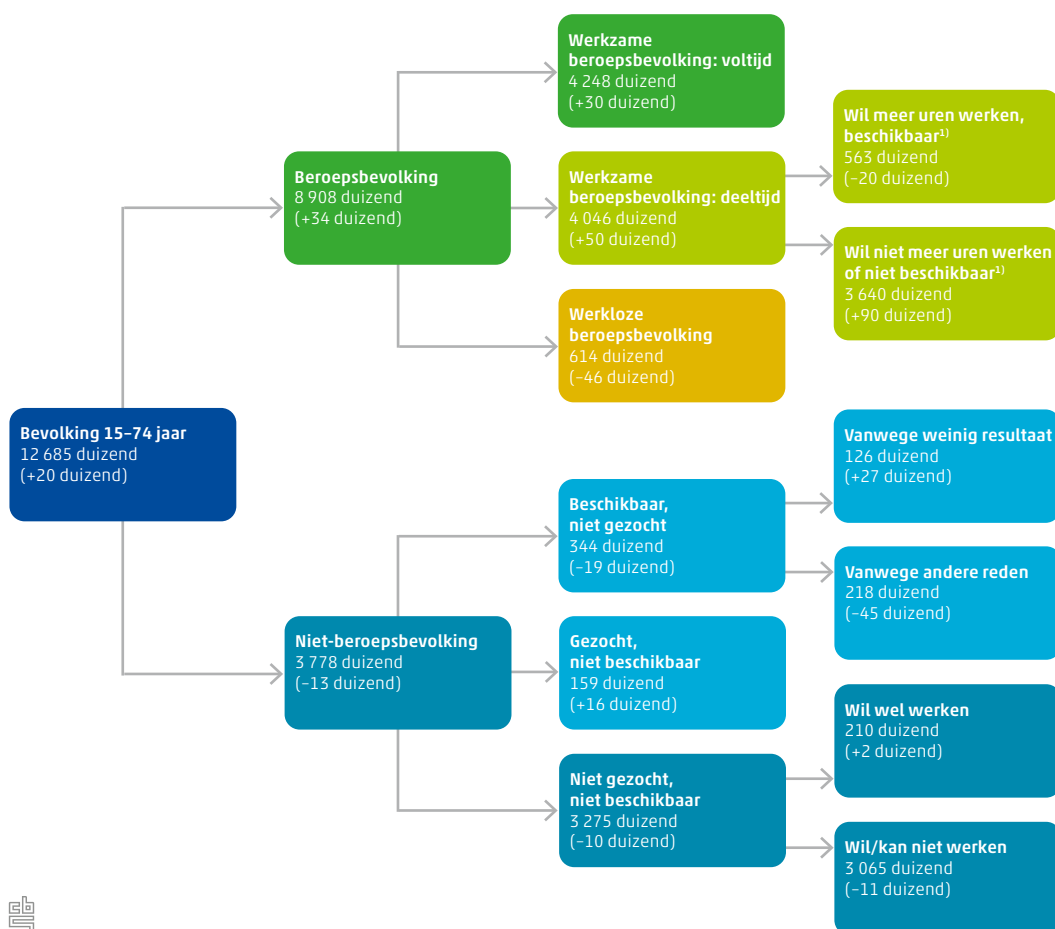 Werkzame
beroepsbevolking: voltijd
4 248 duizend
(+30 duizend)
Wil meer uren werken,
beschikbaar¹⁾
563 duizend
(–20 duizend)
Beroepsbevolking
8 908 duizend
(+34 duizend)
Werkzame
beroepsbevolking: deeltijd
4 046 duizend
(+50 duizend)
Wil niet meer uren werken
of niet beschikbaar¹⁾
3 640 duizend
(+90 duizend)
Werkloze
beroepsbevolking
614 duizend
(–46 duizend)
Bevolking 15–74 jaar
12 685 duizend
(+20 duizend)
Vanwege weinig resultaat
126 duizend
(+27 duizend)
Beschikbaar,
niet gezocht
344 duizend
(–19 duizend)
Vanwege andere reden
218 duizend
(–45 duizend)
Niet-beroepsbevolking
3 778 duizend
(–13 duizend)
Gezocht,
niet beschikbaar
159 duizend
(+16 duizend)
Wil wel werken
210 duizend
(+2 duizend)
Niet gezocht,
niet beschikbaar
3 275 duizend
(–10 duizend)
Wil/kan niet werken
3 065 duizend
(–11 duizend)
cbs